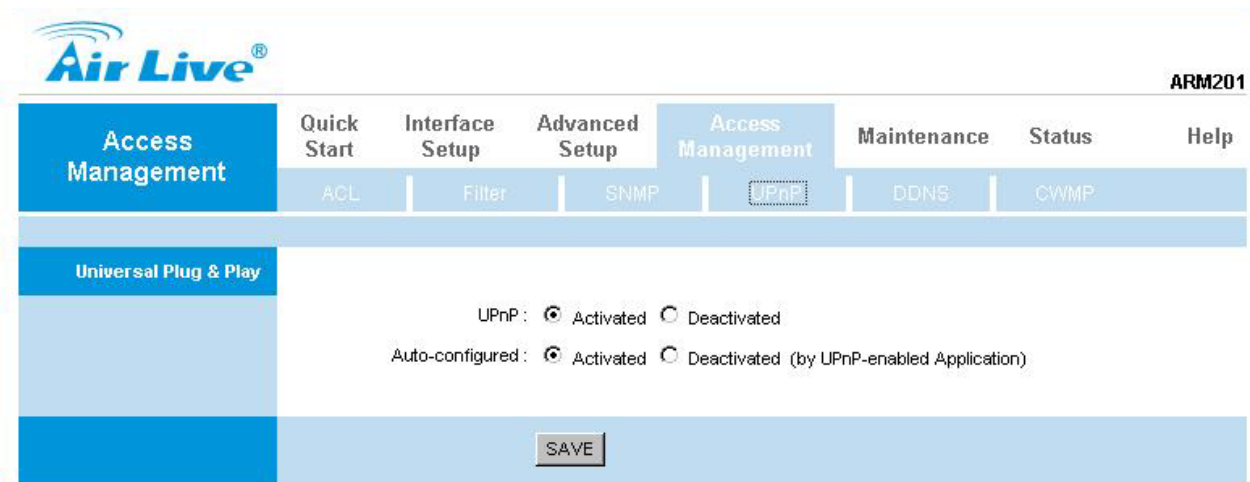 Air Live®
ARM201
Access Management
Quick Start
Interface Setup
Advanced Setup
Access Management
Maintenance
Status
Help
ACL
Filter
SNMP
UPnP
DDNS
CWMP
Universal Plug & Play
UPnP : Activated Deactivated
Auto-configured : Activated Deactivated (by UPnP-enabled Application)
SAVE